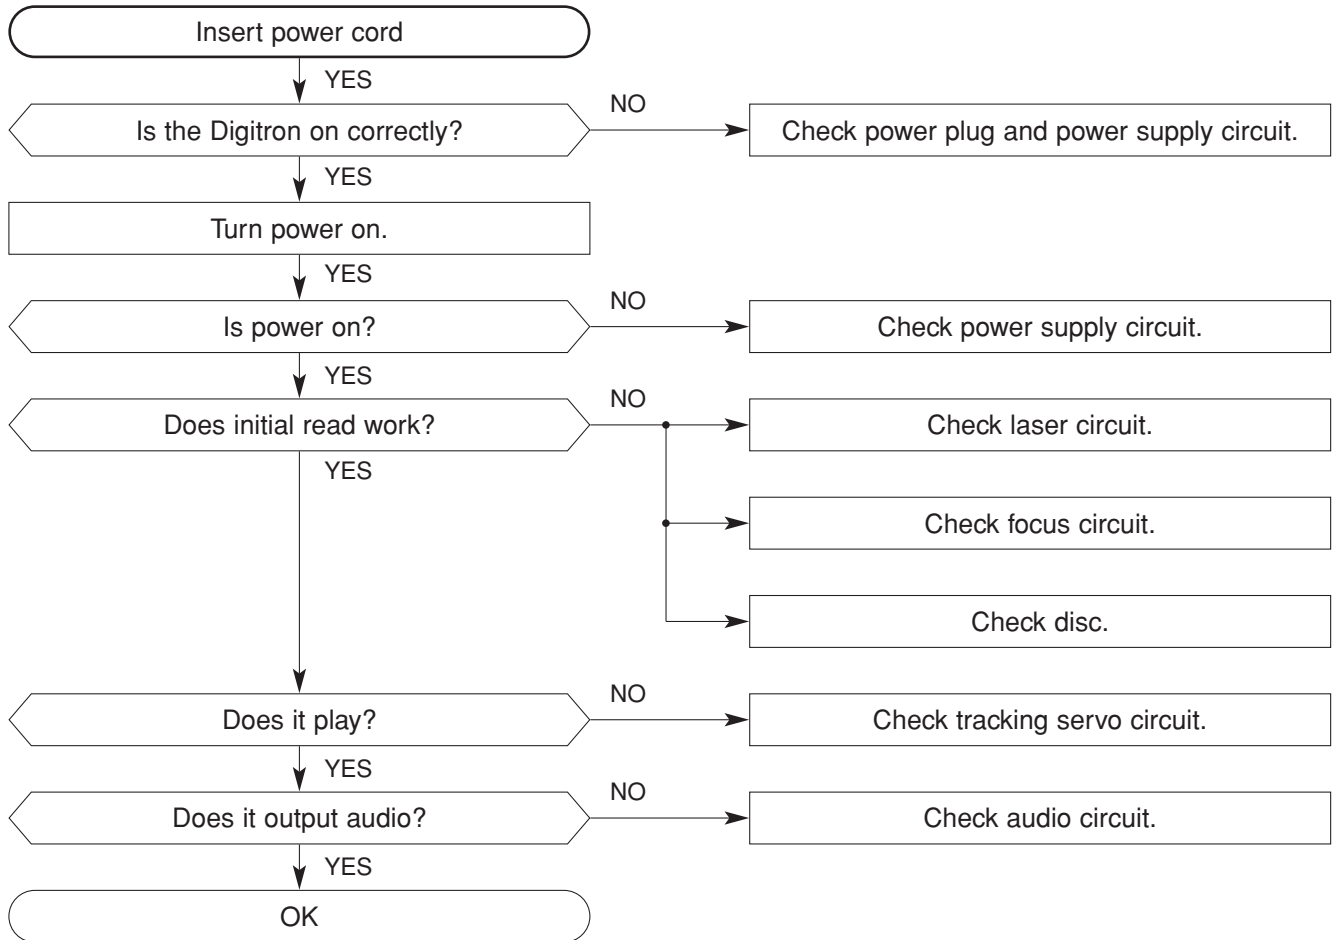 Insert power cord
YES
Is the Digitron on correctly?
NO
Check power plug and power supply circuit.
YES
Turn power on.
YES
Is power on?
NO
Check power supply circuit.
YES
Does initial read work?
NO
Check laser circuit.
YES
Check focus circuit.
Check disc.
Does it play?
NO
Check tracking servo circuit.
YES
Does it output audio?
NO
Check audio circuit.
YES
OK